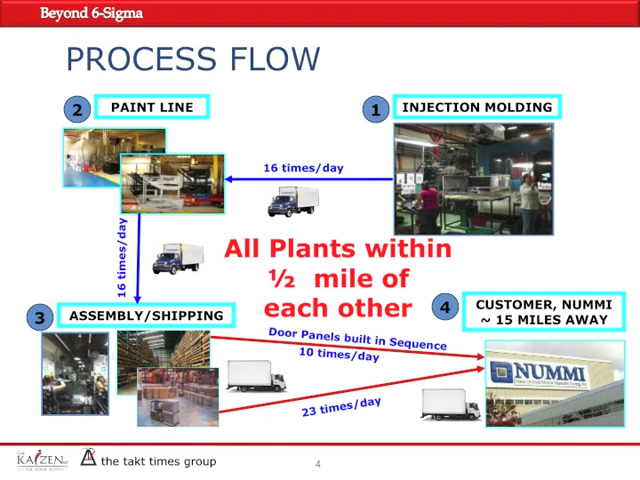 Beyond 6-Sigma
PROCESS FLOW
2
PAINT LINE
1
INJECTION MOLDING
16 times/day
16 times/day
All Plants within
½ mile of
each other
3
ASSEMBLY/SHIPPING
4
CUSTOMER, NUMMI
~ 15 MILES AWAY
Door Panels built in Sequence
10 times/day
23 times/day
NUMMI
KAIZEN
the takt times group
4